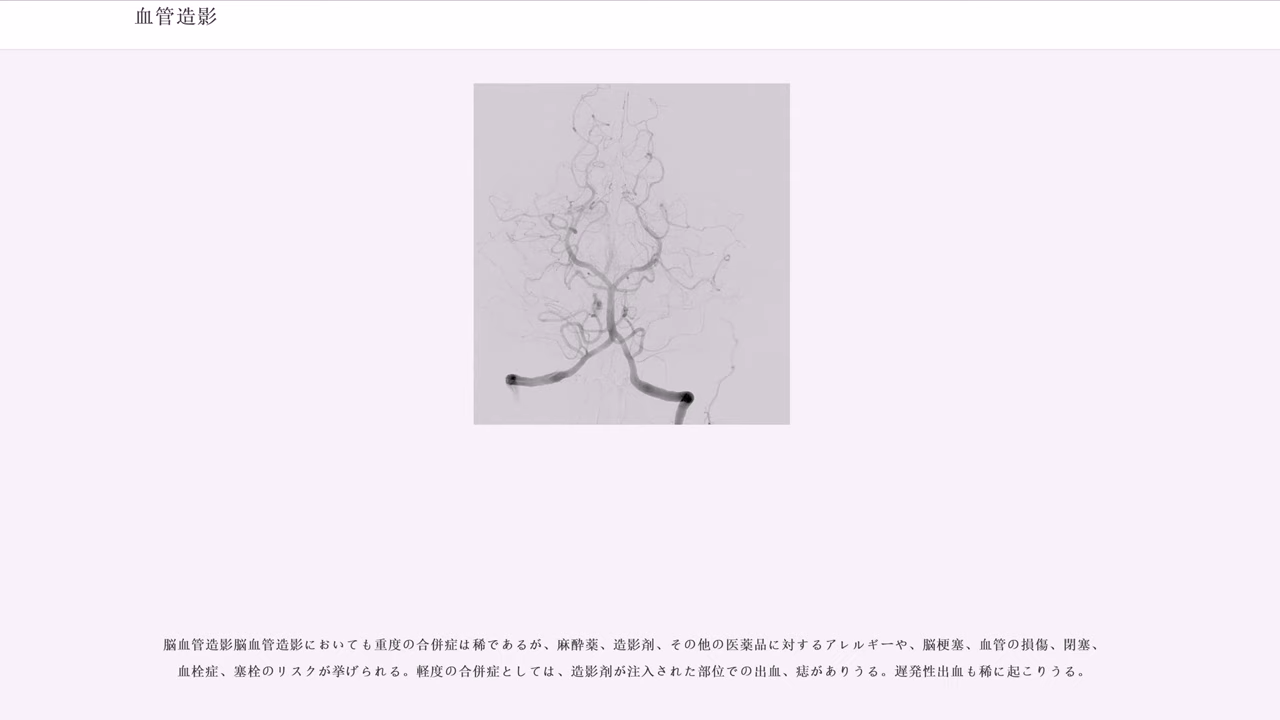 血管造影
脳血管造影脳血管造影においても重度の合併症は稀であるが、麻酔薬、造影剤、その他の医薬品に対するアレルギーや、脳梗塞、血管の損傷、閉塞、
血栓症、塞栓のリスクが挙げられる。軽度の合併症としては、造影剤が注入された部位での出血、痣がありうる。遅発性出血も稀に起こりうる。